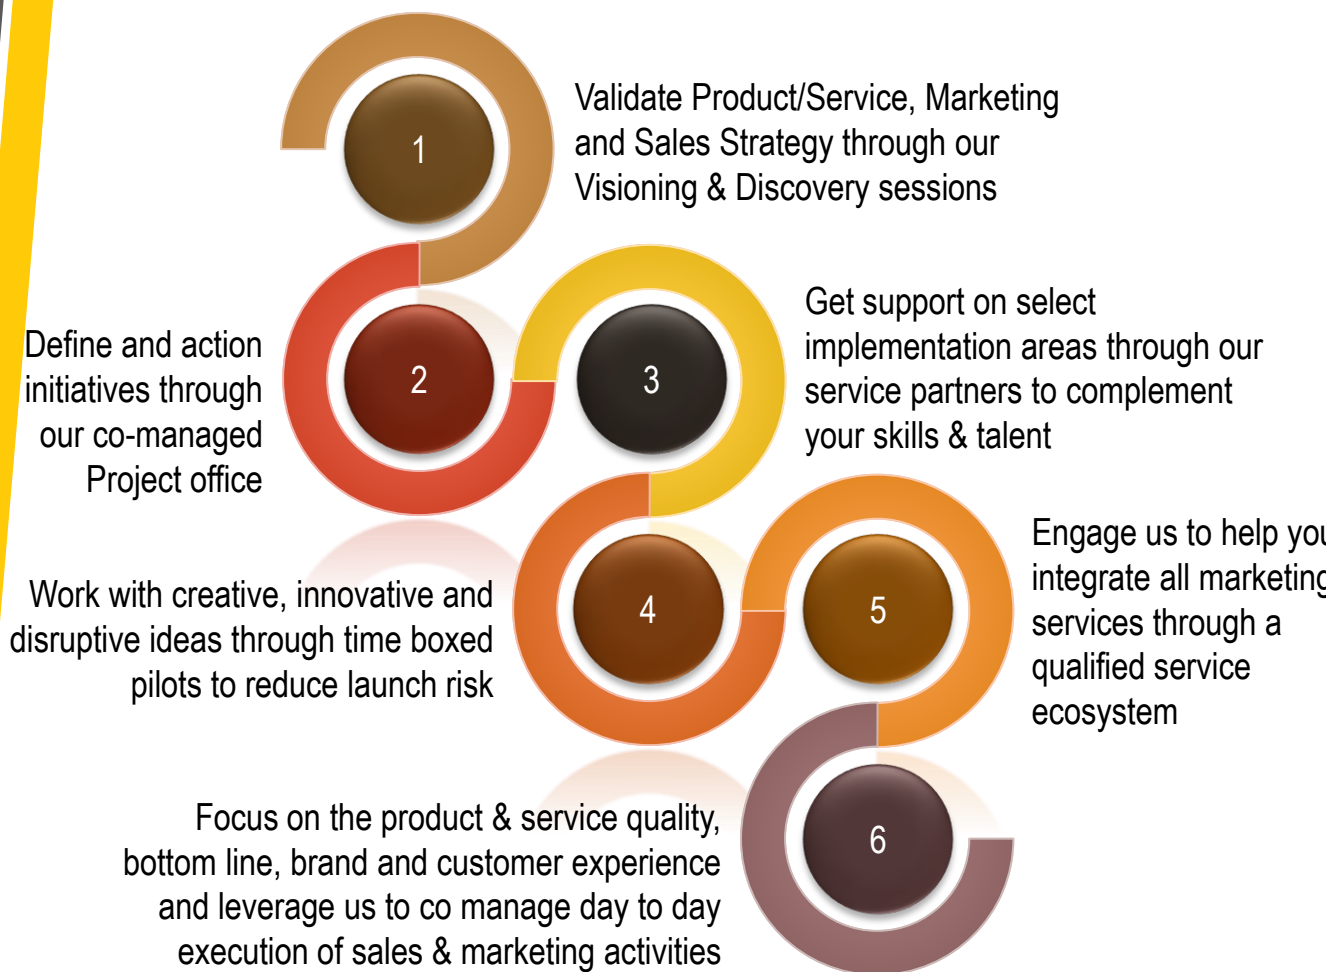 1
Validate Product/Service, Marketing
and Sales Strategy through our
Visioning & Discovery sessions
2
Define and action
initiatives through
our co-managed
Project office
3
Get support on select
implementation areas through our
service partners to complement
your skills & talent
4
Work with creative, innovative and
disruptive ideas through time boxed
pilots to reduce launch risk
5
Engage us to help you
integrate all marketing
services through a
qualified service
ecosystem
6
Focus on the product & service quality,
bottom line, brand and customer experience
and leverage us to co manage day to day
execution of sales & marketing activities